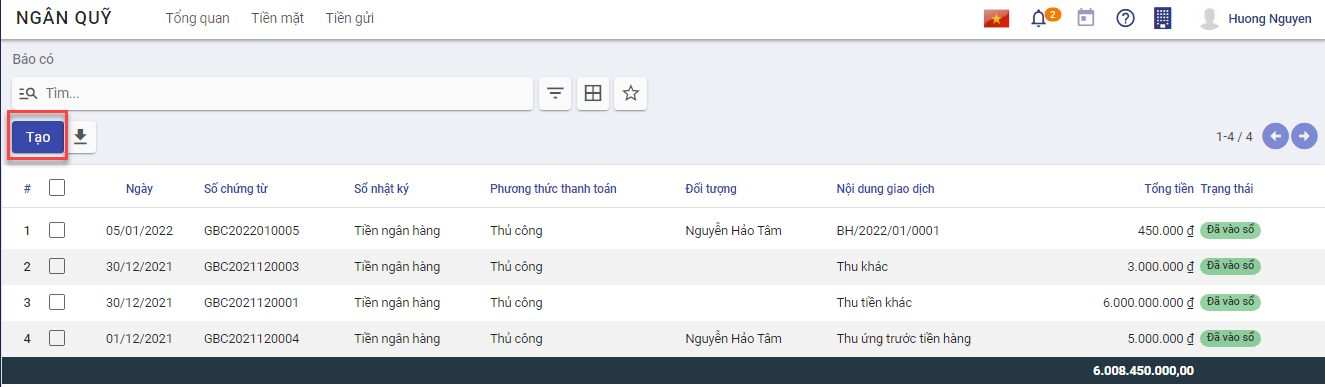 NGÂN QUỸ Tổng quan Tiền mặt Tiền gửi 2 Huong Nguyen
Báo có
Tìm...
Tạo 1-4 / 4
# Ngày Số chứng từ Sổ nhật ký Phương thức thanh toán Đối tượng Nội dung giao dịch Tổng tiền Trạng thái
1 05/01/2022 GBC2022010005 Tiền ngân hàng Thủ công Nguyễn Hảo Tâm BH/2022/01/0001 450.000 ₫ Đã vào sổ
2 30/12/2021 GBC2021120003 Tiền ngân hàng Thủ công Thu khác 3.000.000 ₫ Đã vào sổ
3 30/12/2021 GBC2021120001 Tiền ngân hàng Thủ công Thu tiền khác 6.000.000.000 ₫ Đã vào sổ
4 01/12/2021 GBC2021120004 Tiền ngân hàng Thủ công Nguyễn Hảo Tâm Thu ứng trước tiền hàng 5.000.000 ₫ Đã vào sổ
6.008.450.000,00